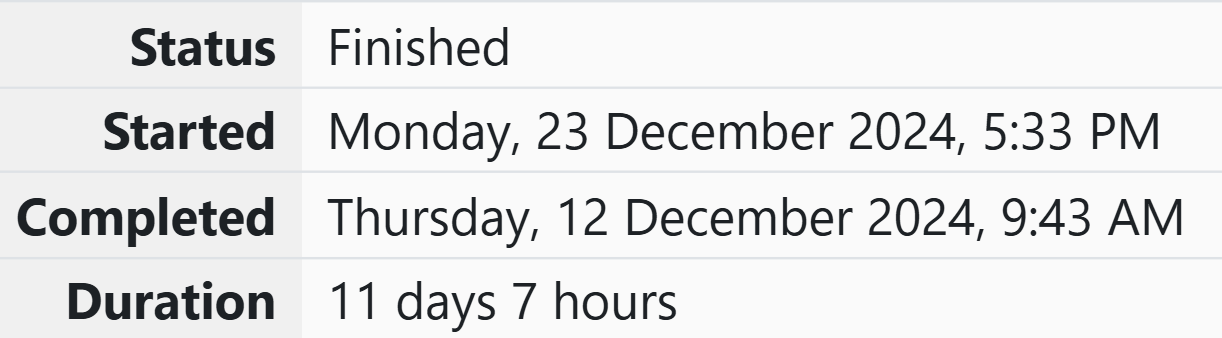 Status Finished
Started Monday, 23 December 2024, 5:33 PM
Completed Thursday, 12 December 2024, 9:43 AM
Duration 11 days 7 hours